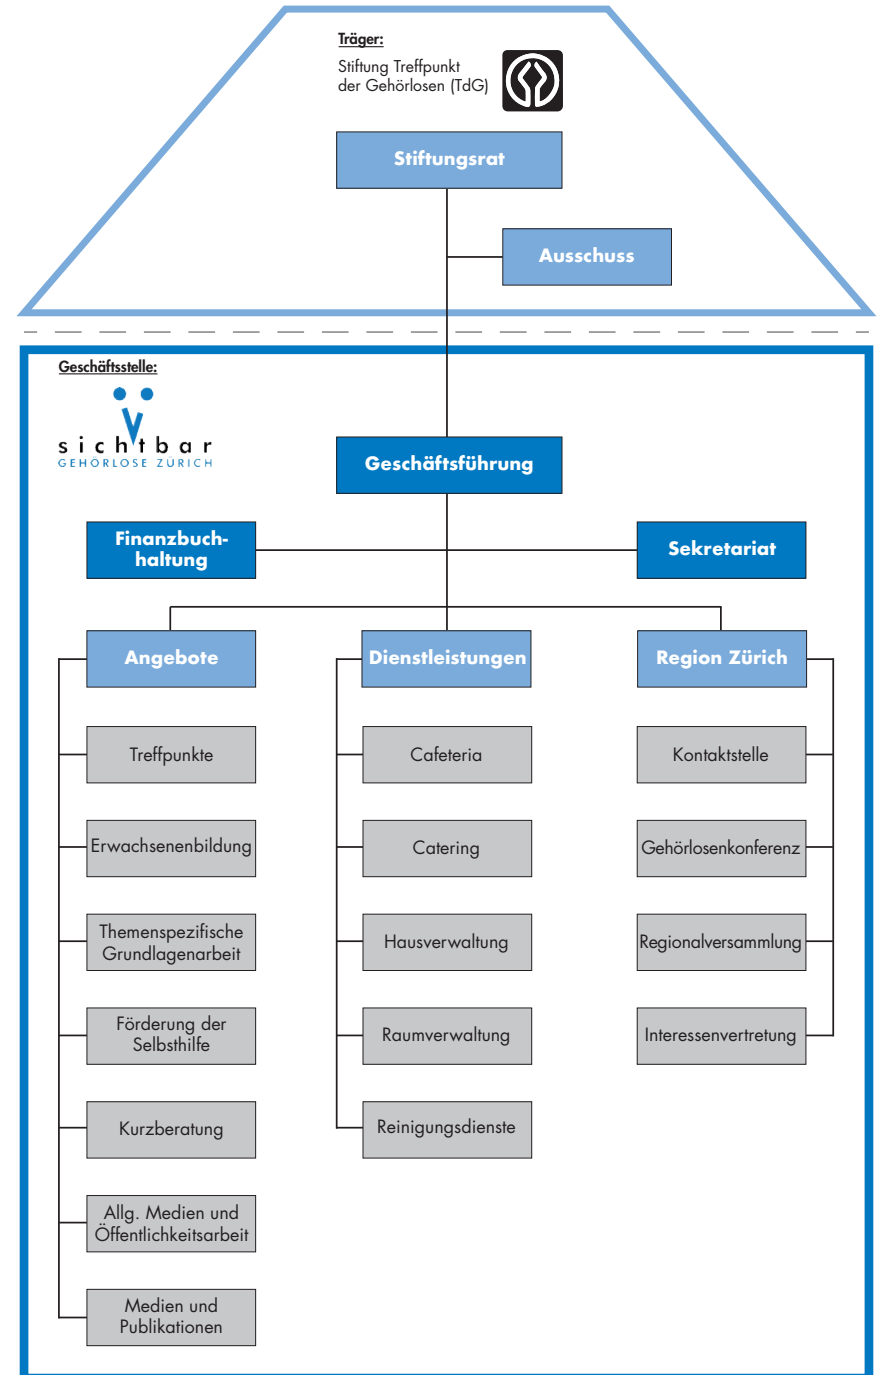 Träger:
Stiftung Treffpunkt
der Gehörlosen (TdG)
Stiftungsrat
Ausschuss
Geschäftsstelle:
sichtbar
GEHÖRLOSE ZÜRICH
Geschäftsführung
Finanzbuch-
haltung
Sekretariat
Angebote
Dienstleistungen
Region Zürich
Treffpunkte
Cafeteria
Kontaktstelle
Erwachsenenbildung
Catering
Gehörlosenkonferenz
Themenspezifische
Grundlagenarbeit
Hausverwaltung
Regionalversammlung
Förderung der
Selbsthilfe
Raumverwaltung
Interessenvertretung
Kurzberatung
Reinigungsdienste
Allg. Medien und
Öffentlichkeitsarbeit
Medien und
Publikationen